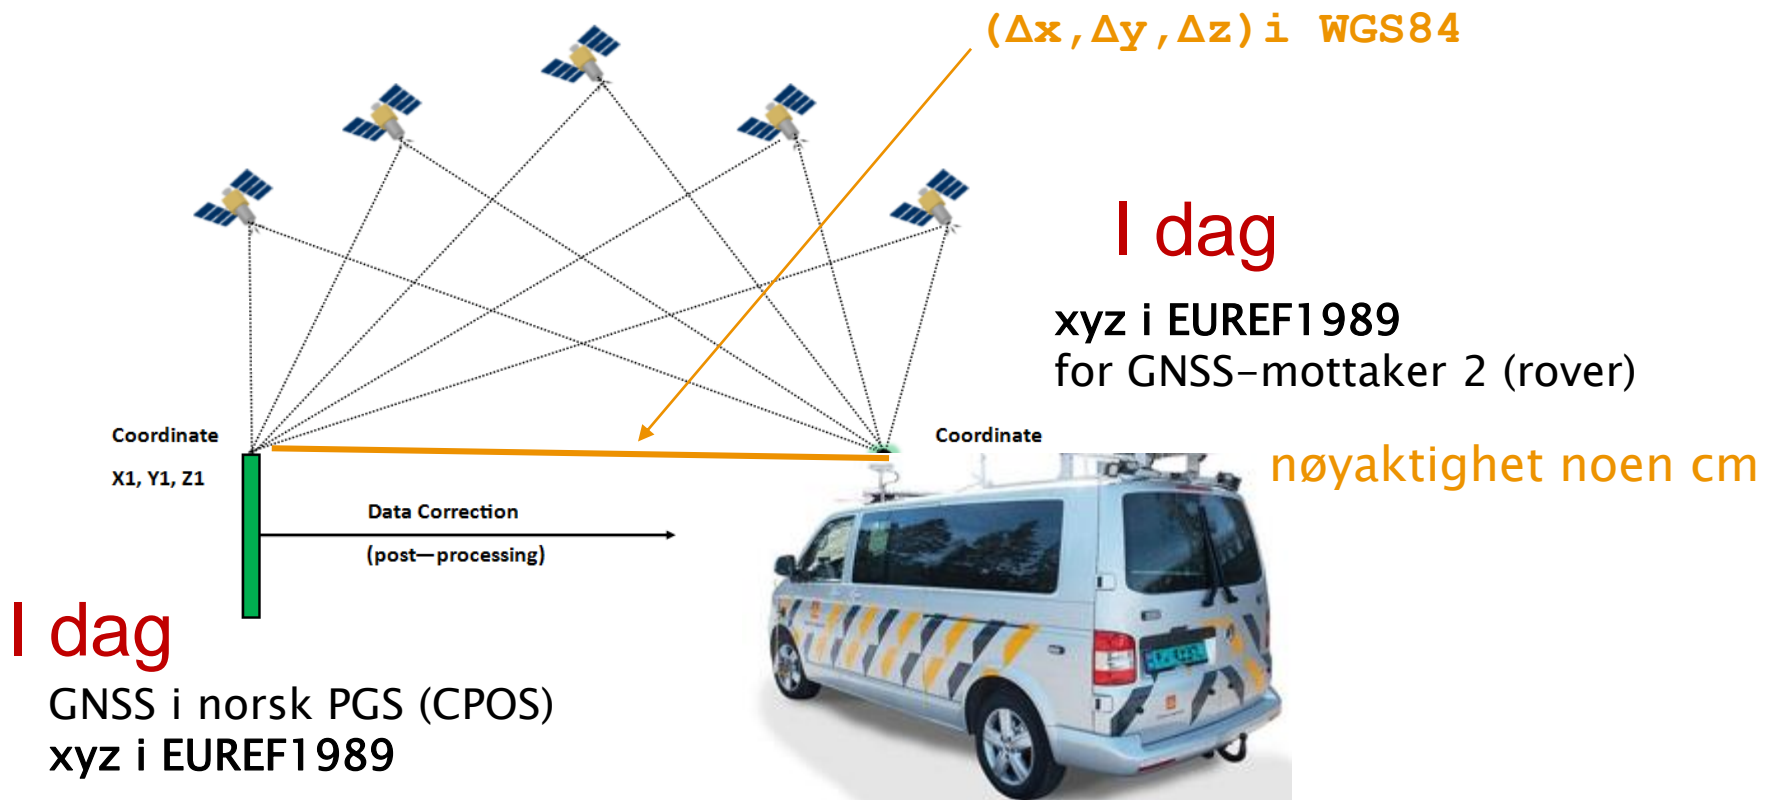 (Δx,Δy,Δz)i WGS84
I dag
xyz i EUREF1989
for GNSS-mottaker 2 (rover)
Coordinate
X1, Y1, Z1
Coordinate
nøyaktighet noen cm
Data Correction
(post—processing)
I dag
GNSS i norsk PGS (CPOS)
xyz i EUREF1989